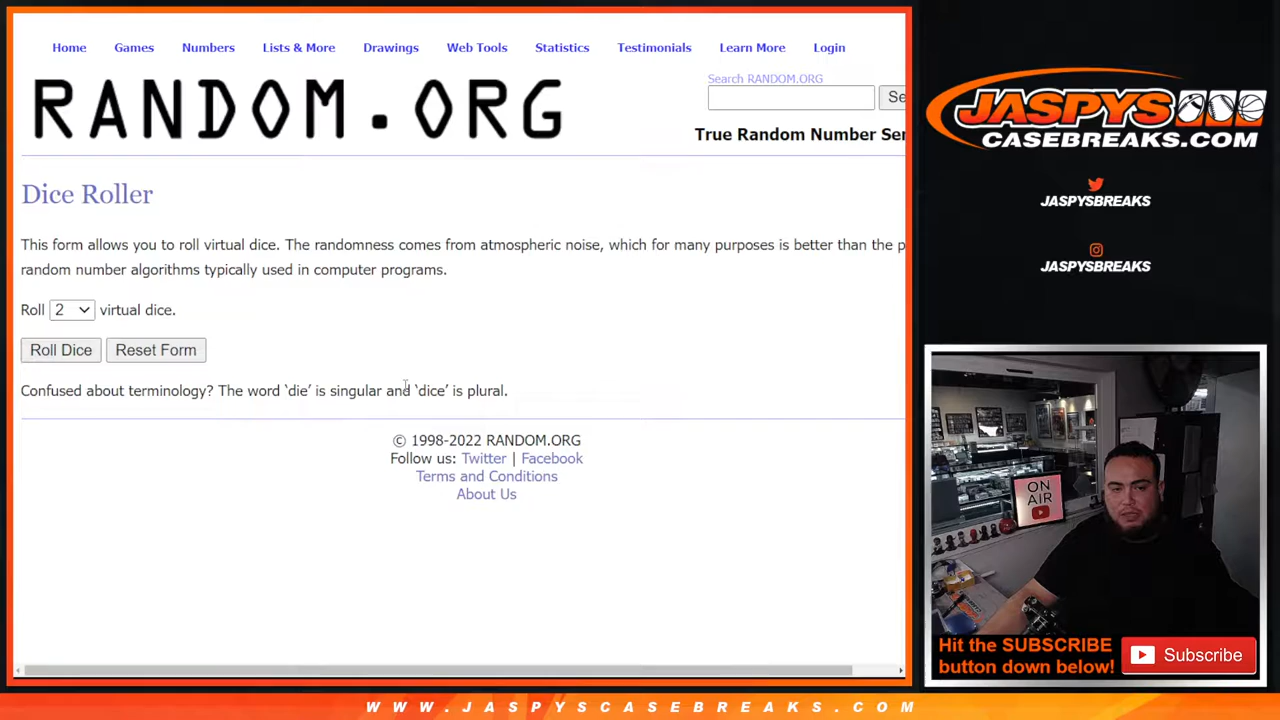 Home Games Numbers Lists & More Drawings Web Tools Statistics Testimonials Learn More Login
RANDOM.ORG
Search RANDOM.ORG
Se
True Random Number Ser
Dice Roller
This form allows you to roll virtual dice. The randomness comes from atmospheric noise, which for many purposes is better than the p
random number algorithms typically used in computer programs.
Roll 2 virtual dice.
Roll Dice Reset Form
Confused about terminology? The word ‘die’ is singular and ‘dice’ is plural.
© 1998-2022 RANDOM.ORG
Follow us: Twitter | Facebook
Terms and Conditions
About Us
JASPYS
CASEBREAKS.COM
JASPYSBREAKS
JASPYSBREAKS
ON
AIR
Hit the SUBSCRIBE
button down below!
Subscribe
WWW.JASPYSCASEBREAKS.COM